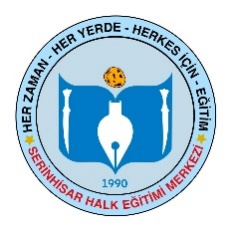 HER ZAMAN - HER YERDE - HERKES İÇİN - EĞİTİM
1990
SERİNHİSAR HALK EĞİTİMİ MERKEZİ